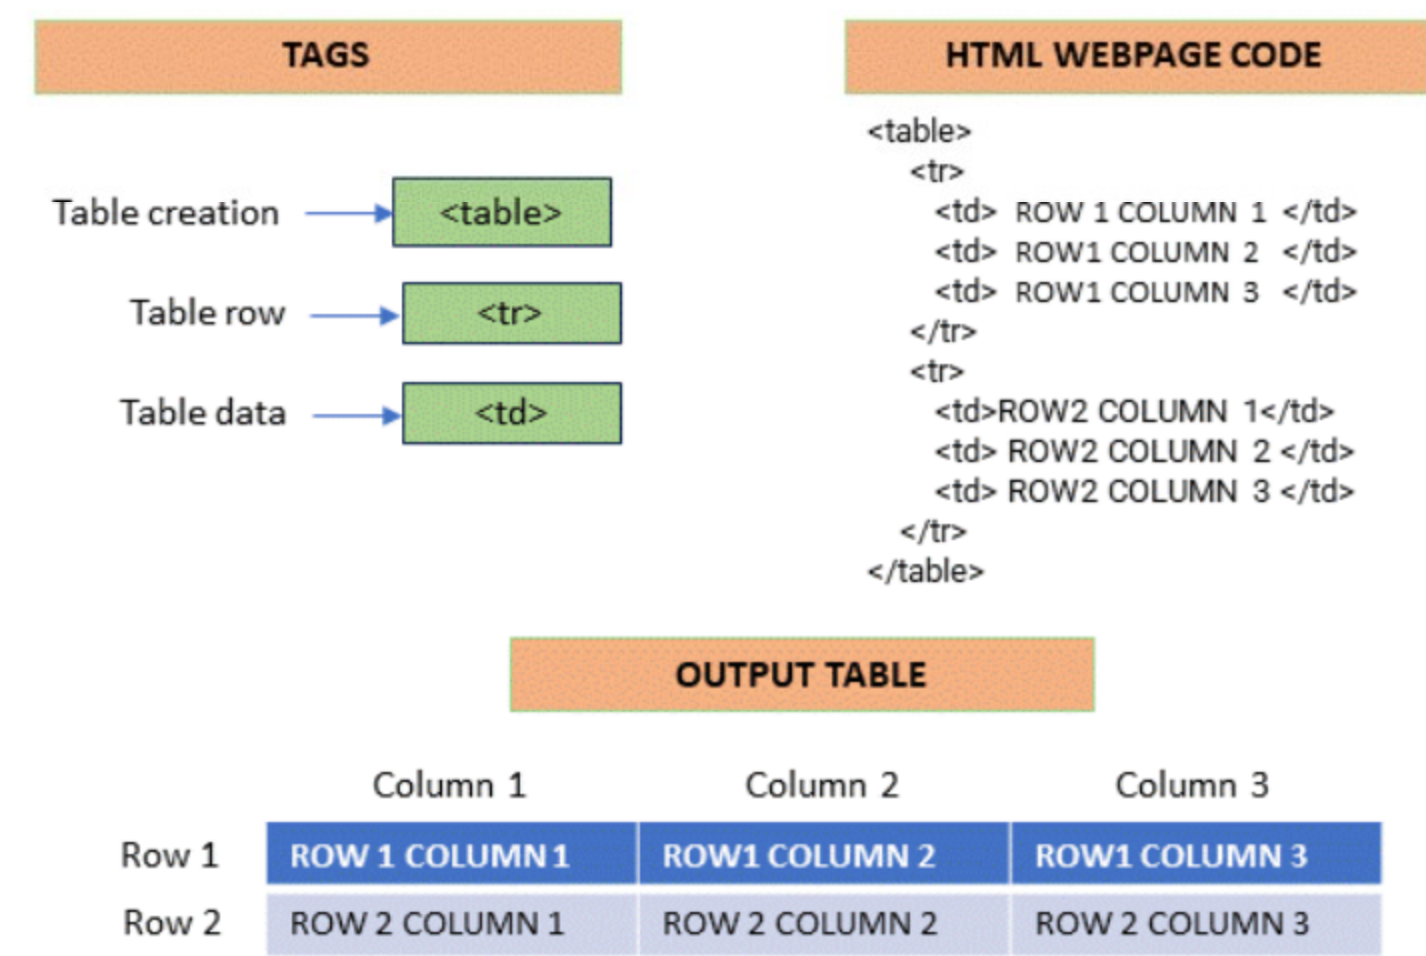 TAGS
Table creation <table>
Table row <tr>
Table data <td>
HTML WEBPAGE CODE
<table>
<tr>
<td> ROW 1 COLUMN 1 </td>
<td> ROW1 COLUMN 2 </td>
<td> ROW1 COLUMN 3 </td>
</tr>
<tr>
<td>ROW2 COLUMN 1</td>
<td> ROW2 COLUMN 2 </td>
<td> ROW2 COLUMN 3 </td>
</tr>
</table>
OUTPUT TABLE
Column 1 Column 2 Column 3
Row 1 ROW 1 COLUMN 1 ROW1 COLUMN 2 ROW1 COLUMN 3
Row 2 ROW 2 COLUMN 1 ROW 2 COLUMN 2 ROW 2 COLUMN 3